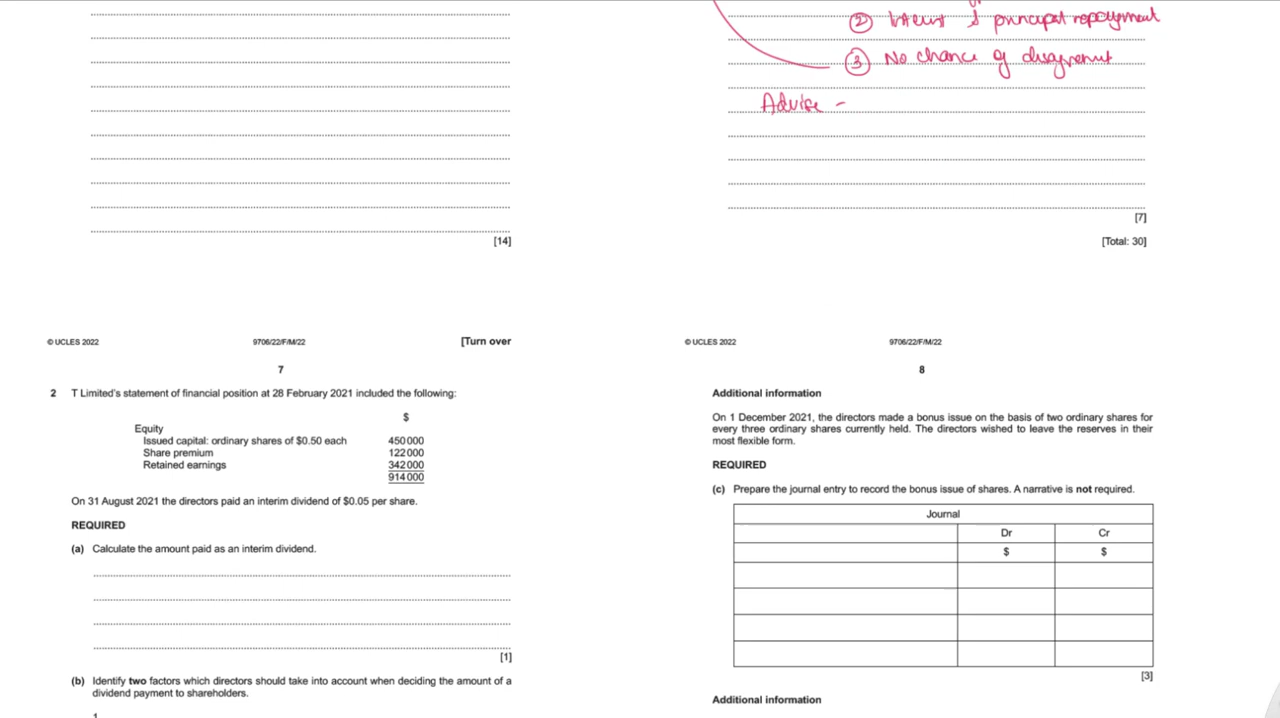 ② Interest & principal repayment
③ No chance of disagreement
Advise -
[14]
[7]
[Total: 30]
© UCLES 2022
9706/22/F/M/22
[Turn over
© UCLES 2022
9706/22/F/M/22
7
2 T Limited's statement of financial position at 28 February 2021 included the following:
$
Equity
Issued capital: ordinary shares of $0.50 each 450 000
Share premium 122 000
Retained earnings 342 000
914 000
On 31 August 2021 the directors paid an interim dividend of $0.05 per share.
REQUIRED
(a) Calculate the amount paid as an interim dividend.
[1]
(b) Identify two factors which directors should take into account when deciding the amount of a
dividend payment to shareholders.
1
8
Additional information
On 1 December 2021, the directors made a bonus issue on the basis of two ordinary shares for
every three ordinary shares currently held. The directors wished to leave the reserves in their
most flexible form.
REQUIRED
(c) Prepare the journal entry to record the bonus issue of shares. A narrative is not required.
Journal
Dr Cr
$ $
[3]
Additional information